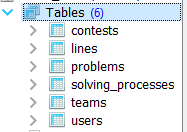 Tables (6)
contests
lines
problems
solving_processes
teams
users